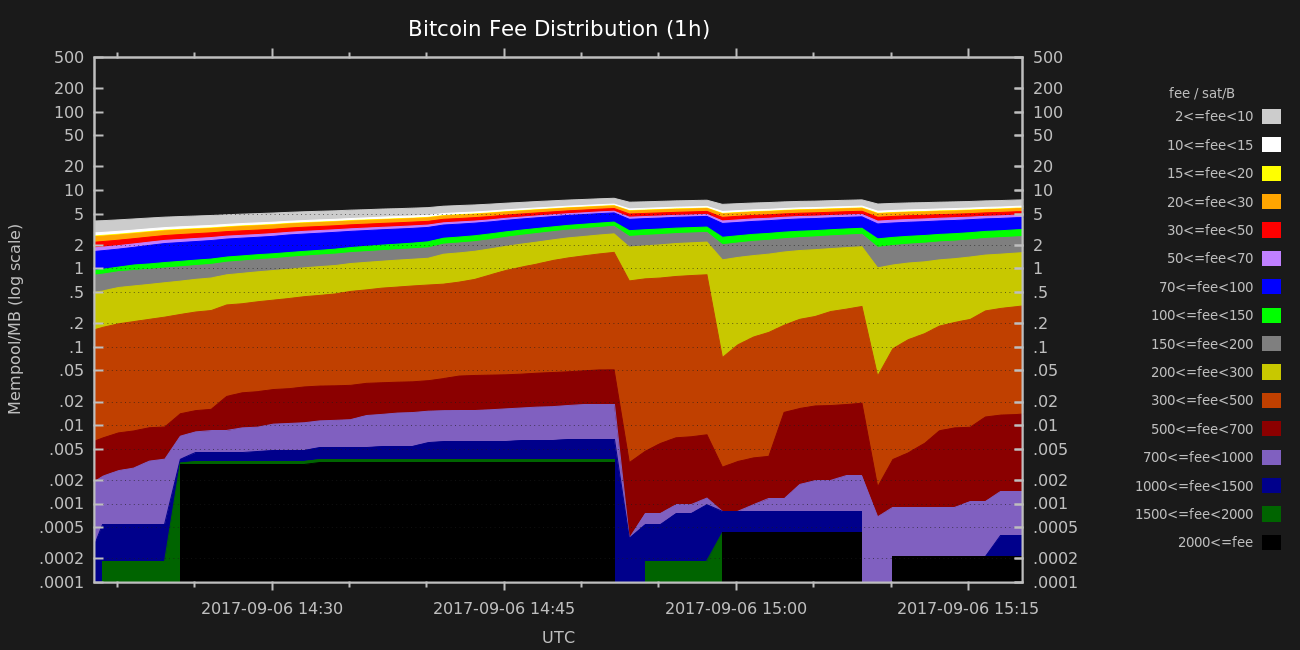 Bitcoin Fee Distribution (1h)
Mempool/MB (log scale)
500
200
100
50
20
10
5
2
1
.5
.2
.1
.05
.02
.01
.005
.002
.001
.0005
.0002
.0001
500
200
100
50
20
10
5
2
1
.5
.2
.1
.05
.02
.01
.005
.002
.001
.0005
.0002
.0001
2017-09-06 14:30
2017-09-06 14:45
2017-09-06 15:00
2017-09-06 15:15
UTC
fee / sat/B
2<=fee<10
10<=fee<15
15<=fee<20
20<=fee<30
30<=fee<50
50<=fee<70
70<=fee<100
100<=fee<150
150<=fee<200
200<=fee<300
300<=fee<500
500<=fee<700
700<=fee<1000
1000<=fee<1500
1500<=fee<2000
2000<=fee